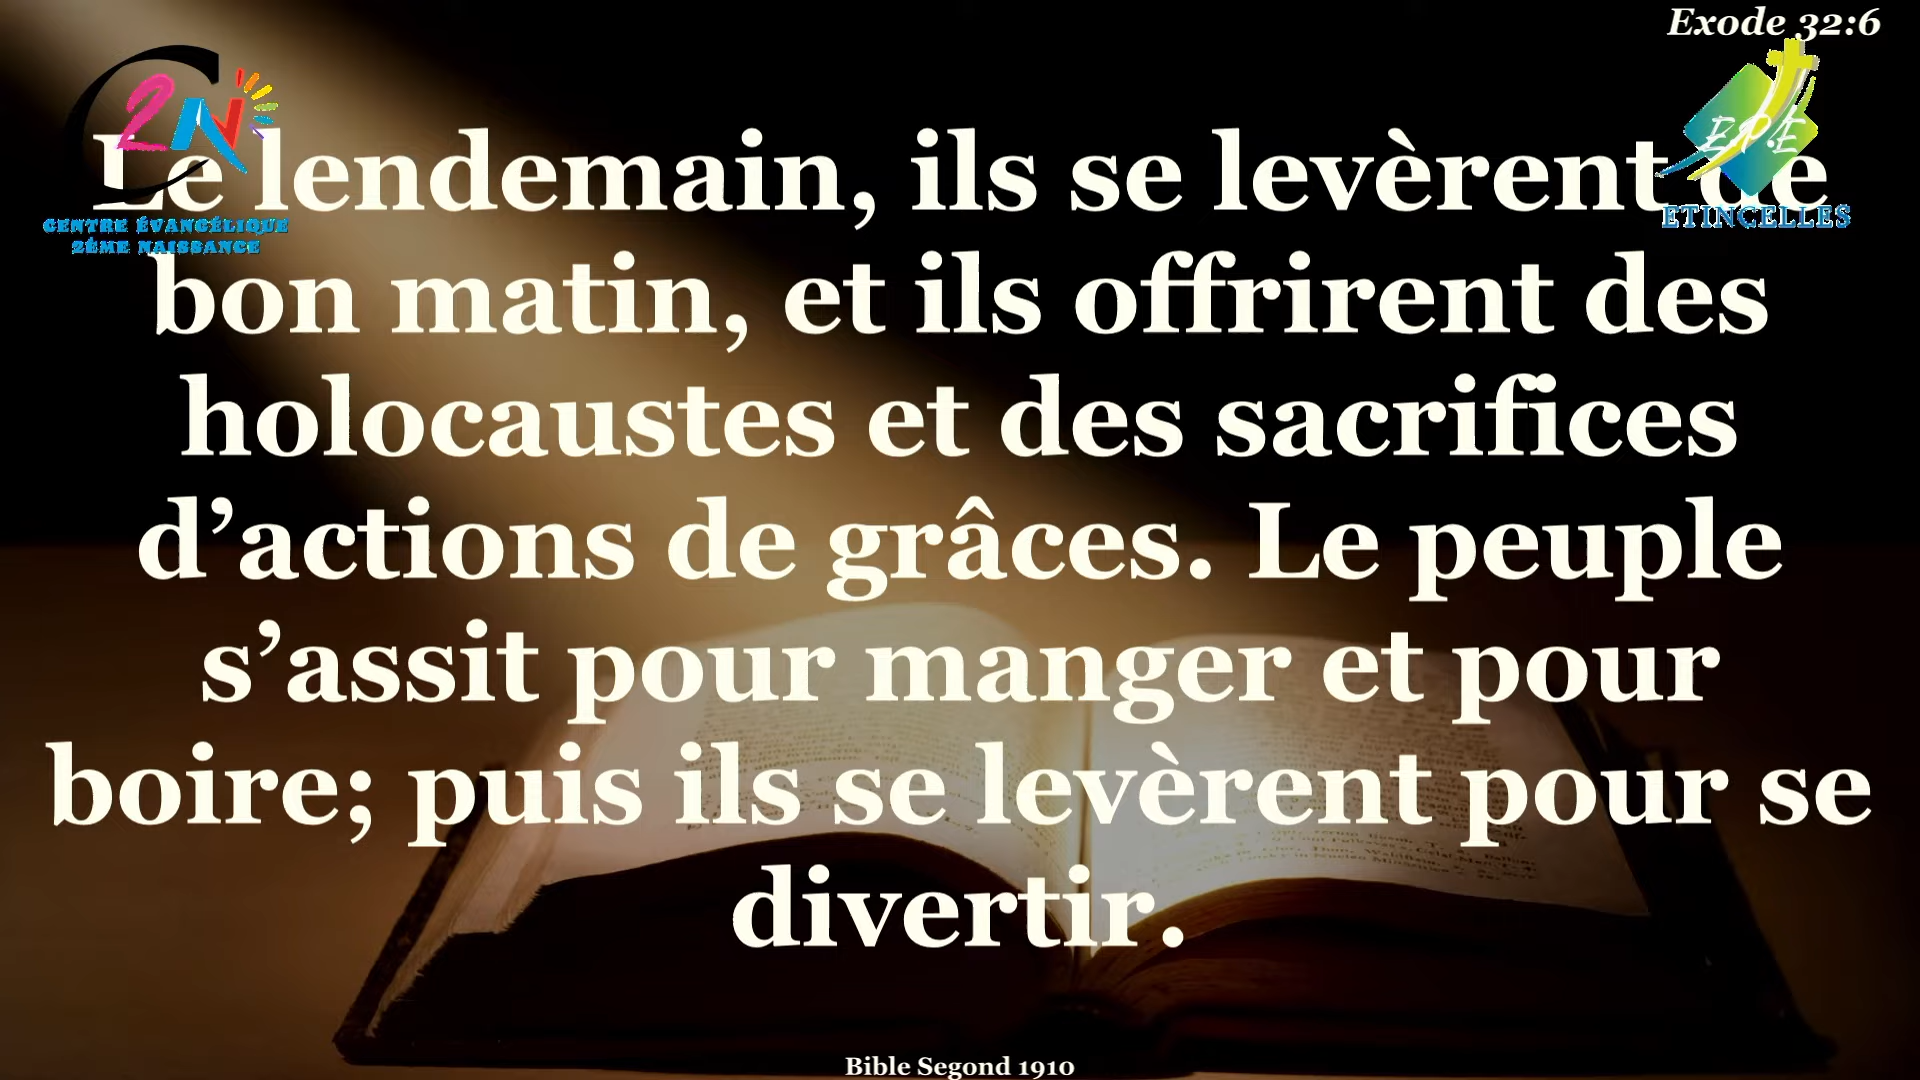 Exode 32:6
C2N
CENTRE ÉVANGÉLIQUE
2ÈME NAISSANCE
E.P.E
ETINCELLES
Le lendemain, ils se levèrent de
bon matin, et ils offrirent des
holocaustes et des sacrifices
d’actions de grâces. Le peuple
s’assit pour manger et pour
boire; puis ils se levèrent pour se
divertir.
Bible Segond 1910